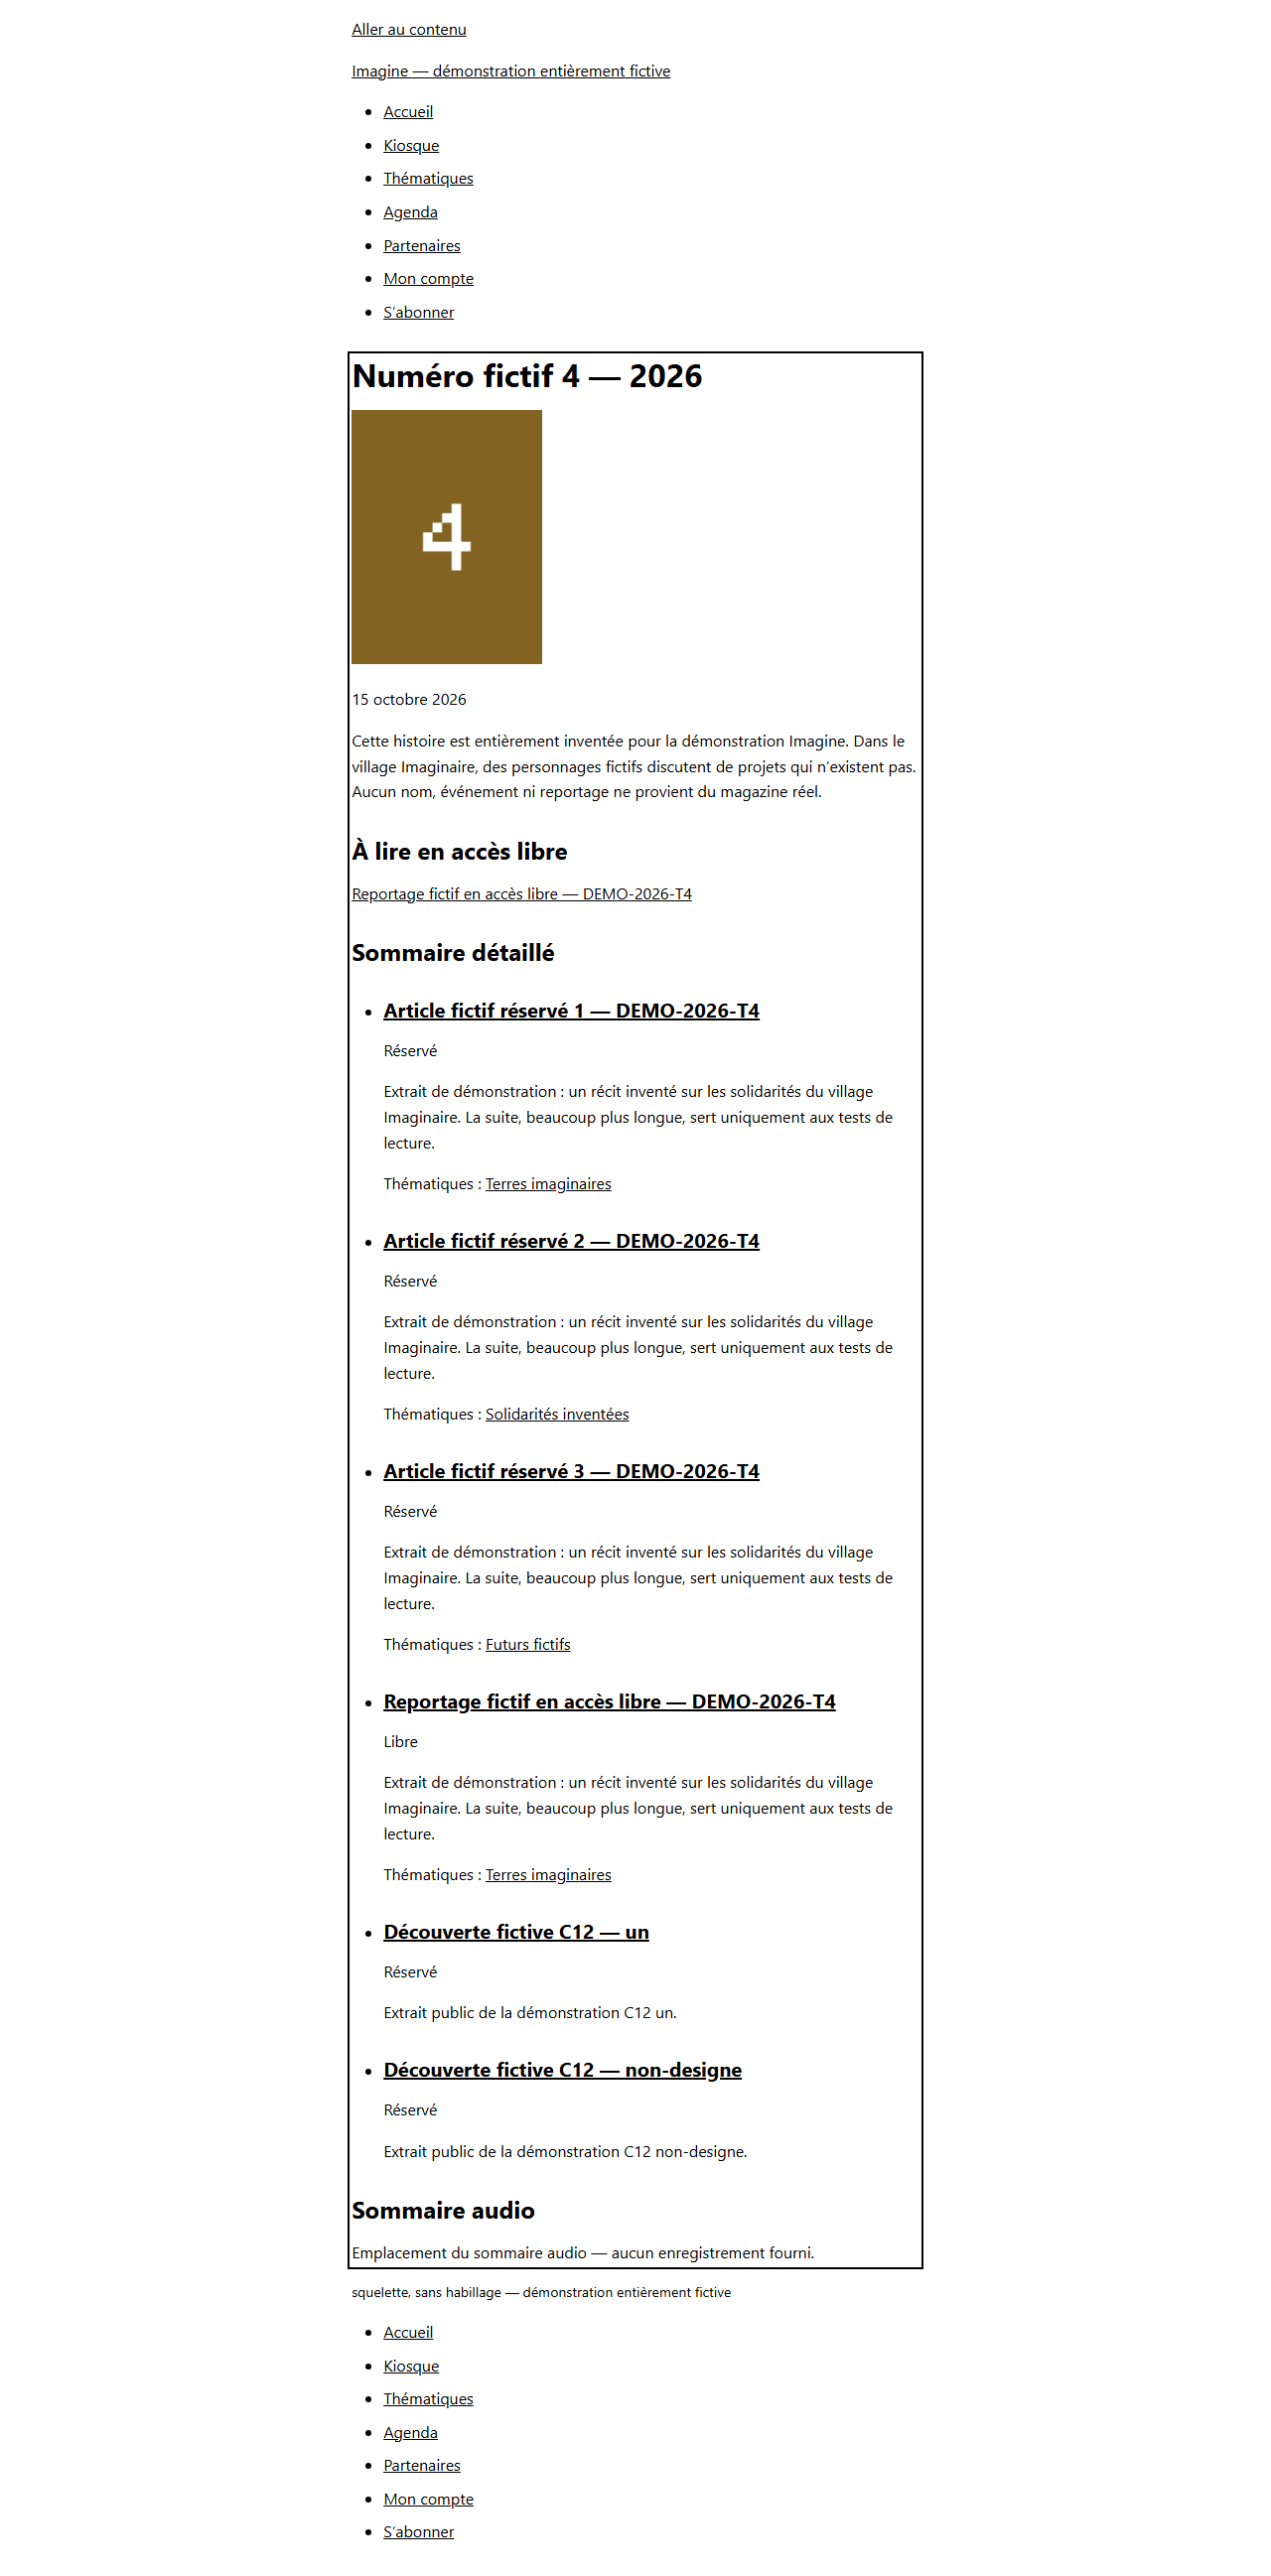 Aller au contenu
Imagine — démonstration entièrement fictive
Accueil
Kiosque
Thématiques
Agenda
Partenaires
Mon compte
S’abonner
Numéro fictif 4 — 2026
4
15 octobre 2026
Cette histoire est entièrement inventée pour la démonstration Imagine. Dans le
village Imaginaire, des personnages fictifs discutent de projets qui n’existent pas.
Aucun nom, événement ni reportage ne provient du magazine réel.
À lire en accès libre
Reportage fictif en accès libre — DEMO-2026-T4
Sommaire détaillé
Article fictif réservé 1 — DEMO-2026-T4
Réservé
Extrait de démonstration : un récit inventé sur les solidarités du village
Imaginaire. La suite, beaucoup plus longue, sert uniquement aux tests de
lecture.
Thématiques : Terres imaginaires
Article fictif réservé 2 — DEMO-2026-T4
Réservé
Extrait de démonstration : un récit inventé sur les solidarités du village
Imaginaire. La suite, beaucoup plus longue, sert uniquement aux tests de
lecture.
Thématiques : Solidarités inventées
Article fictif réservé 3 — DEMO-2026-T4
Réservé
Extrait de démonstration : un récit inventé sur les solidarités du village
Imaginaire. La suite, beaucoup plus longue, sert uniquement aux tests de
lecture.
Thématiques : Futurs fictifs
Reportage fictif en accès libre — DEMO-2026-T4
Libre
Extrait de démonstration : un récit inventé sur les solidarités du village
Imaginaire. La suite, beaucoup plus longue, sert uniquement aux tests de
lecture.
Thématiques : Terres imaginaires
Découverte fictive C12 — un
Réservé
Extrait public de la démonstration C12 un.
Découverte fictive C12 — non-designe
Réservé
Extrait public de la démonstration C12 non-designe.
Sommaire audio
Emplacement du sommaire audio — aucun enregistrement fourni.
squelette, sans habillage — démonstration entièrement fictive
Accueil
Kiosque
Thématiques
Agenda
Partenaires
Mon compte
S’abonner